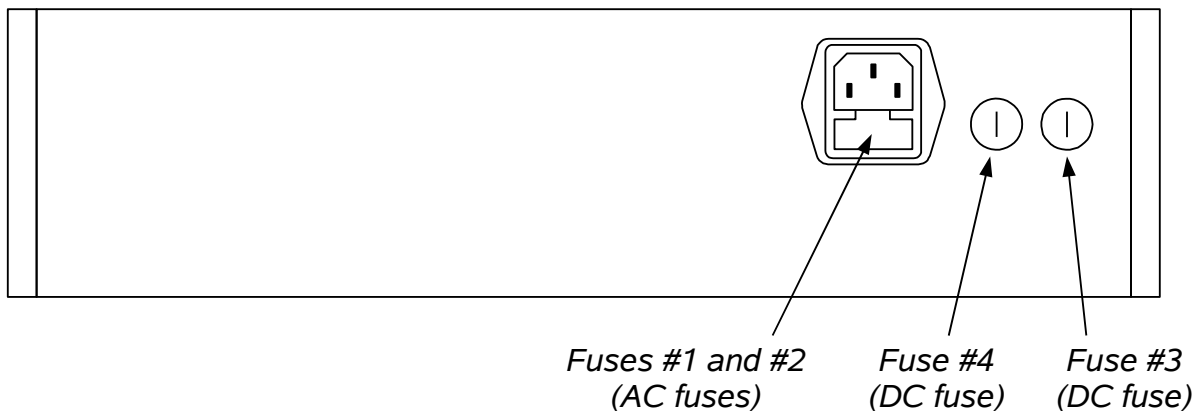 Fuses #1 and #2
(AC fuses)
Fuse #4
(DC fuse)
Fuse #3
(DC fuse)